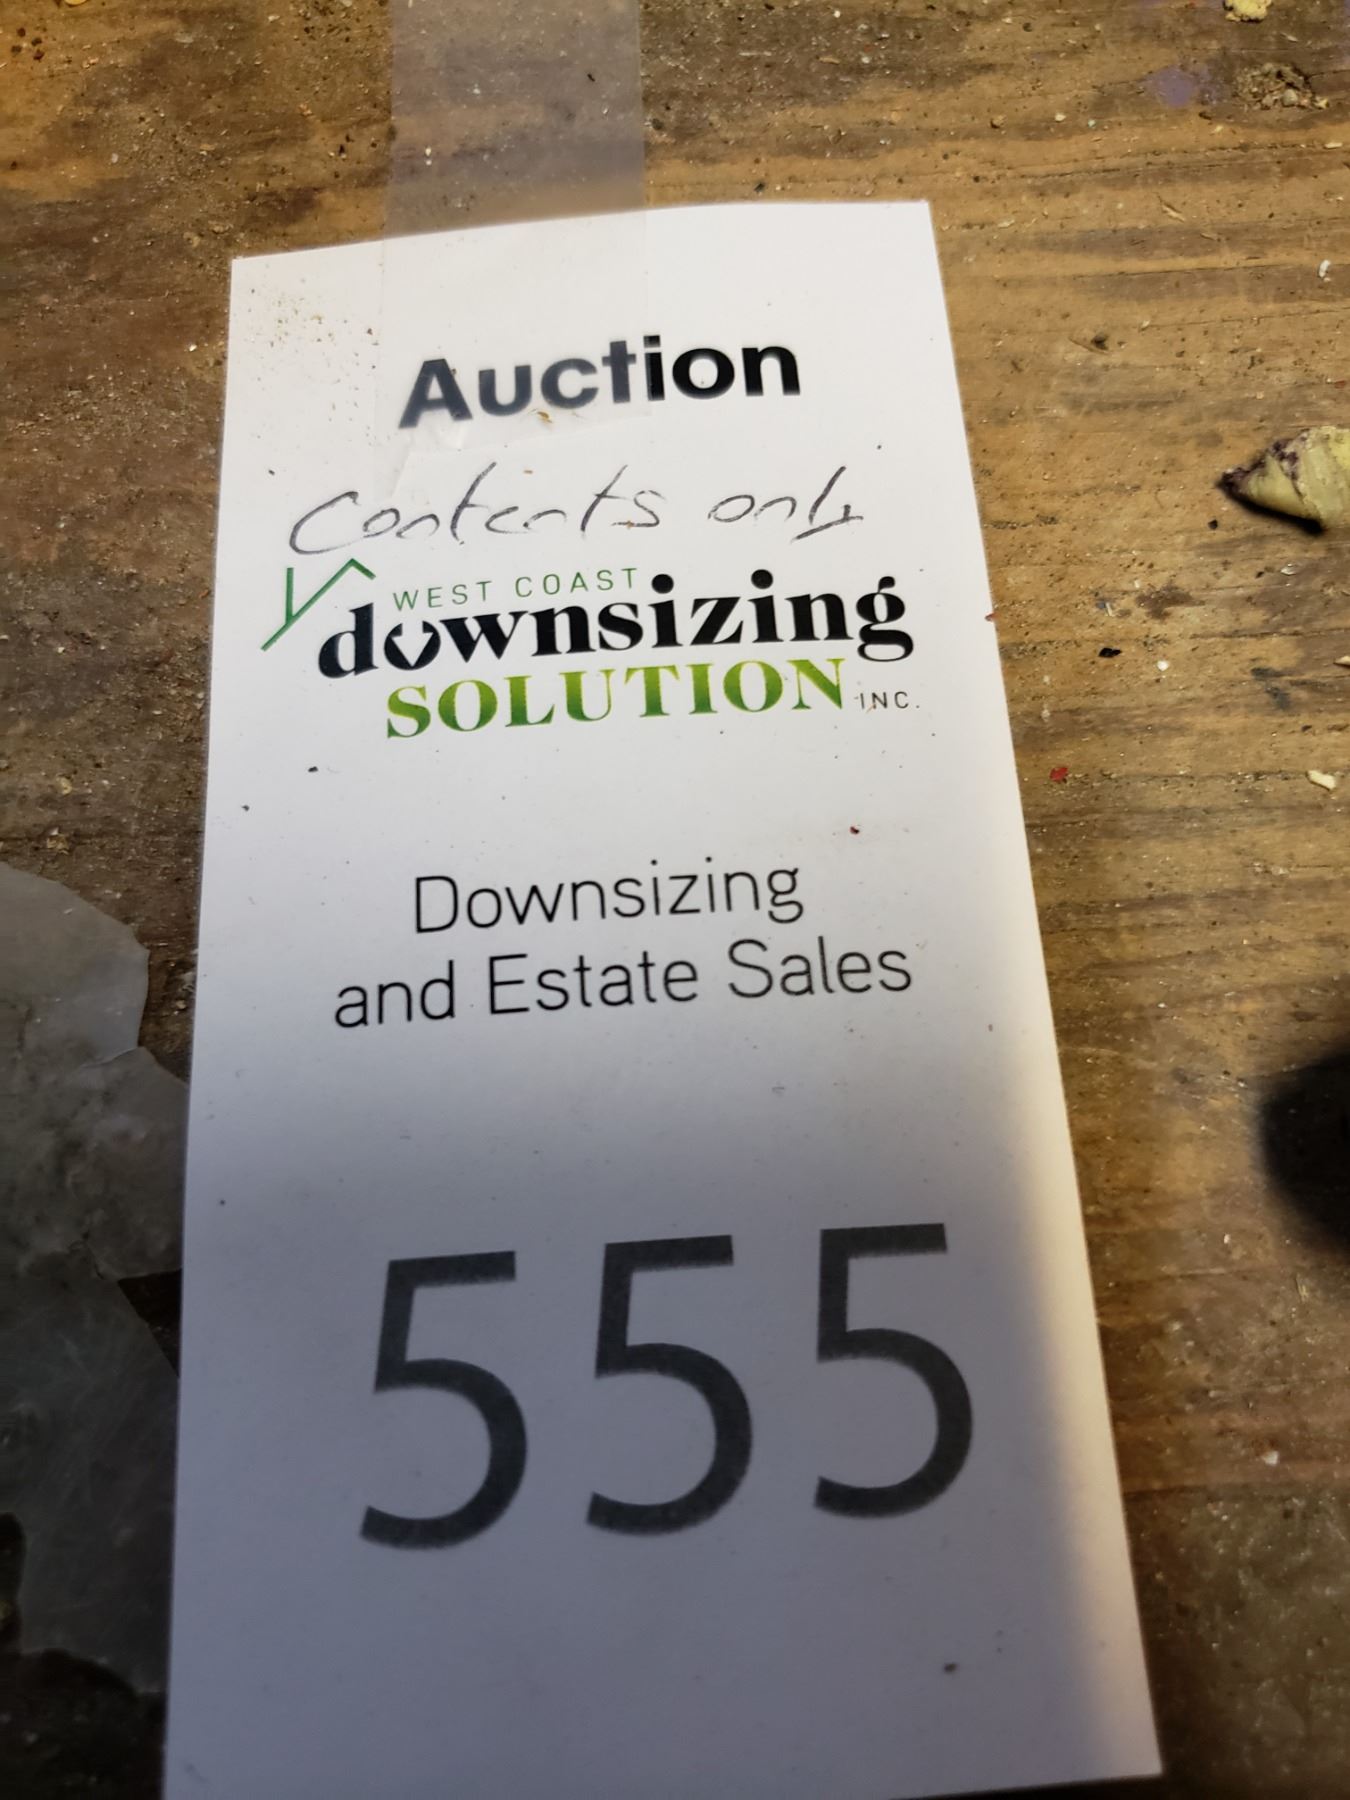 Auction
Contents only
WEST COAST
downsizing
SOLUTION INC.
Downsizing
and Estate Sales
555